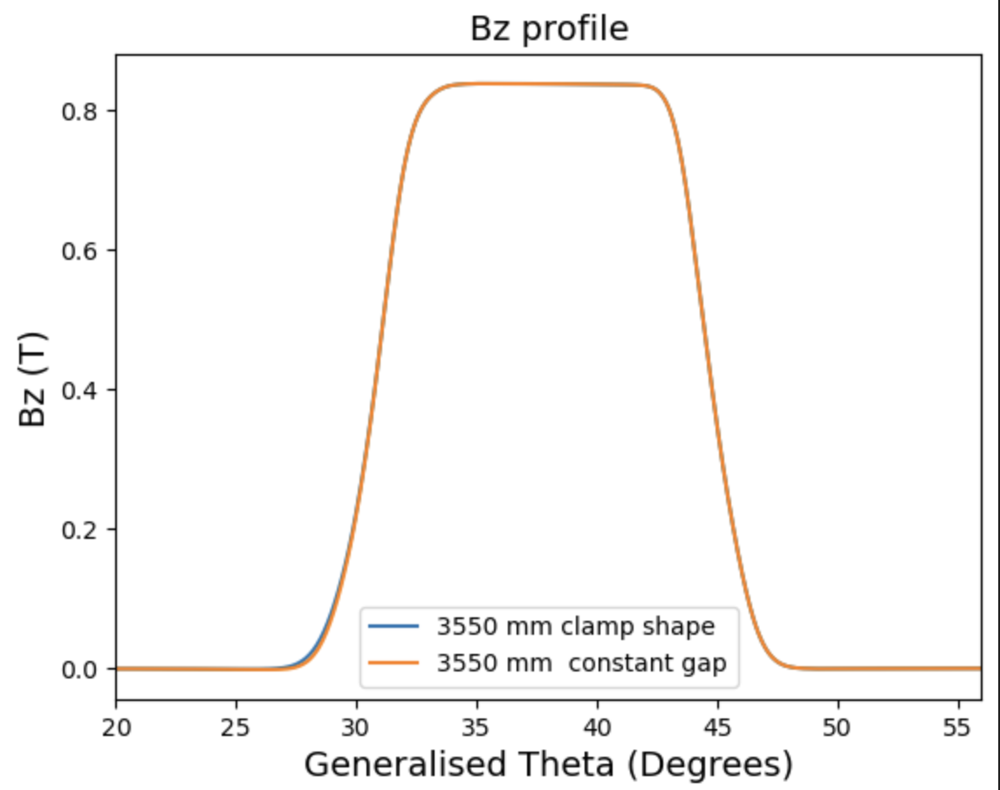 Bz profile
Bz (T)
0.8
0.6
0.4
0.2
0.0
3550 mm clamp shape
3550 mm  constant gap
20 25 30 35 40 45 50 55
Generalised Theta (Degrees)